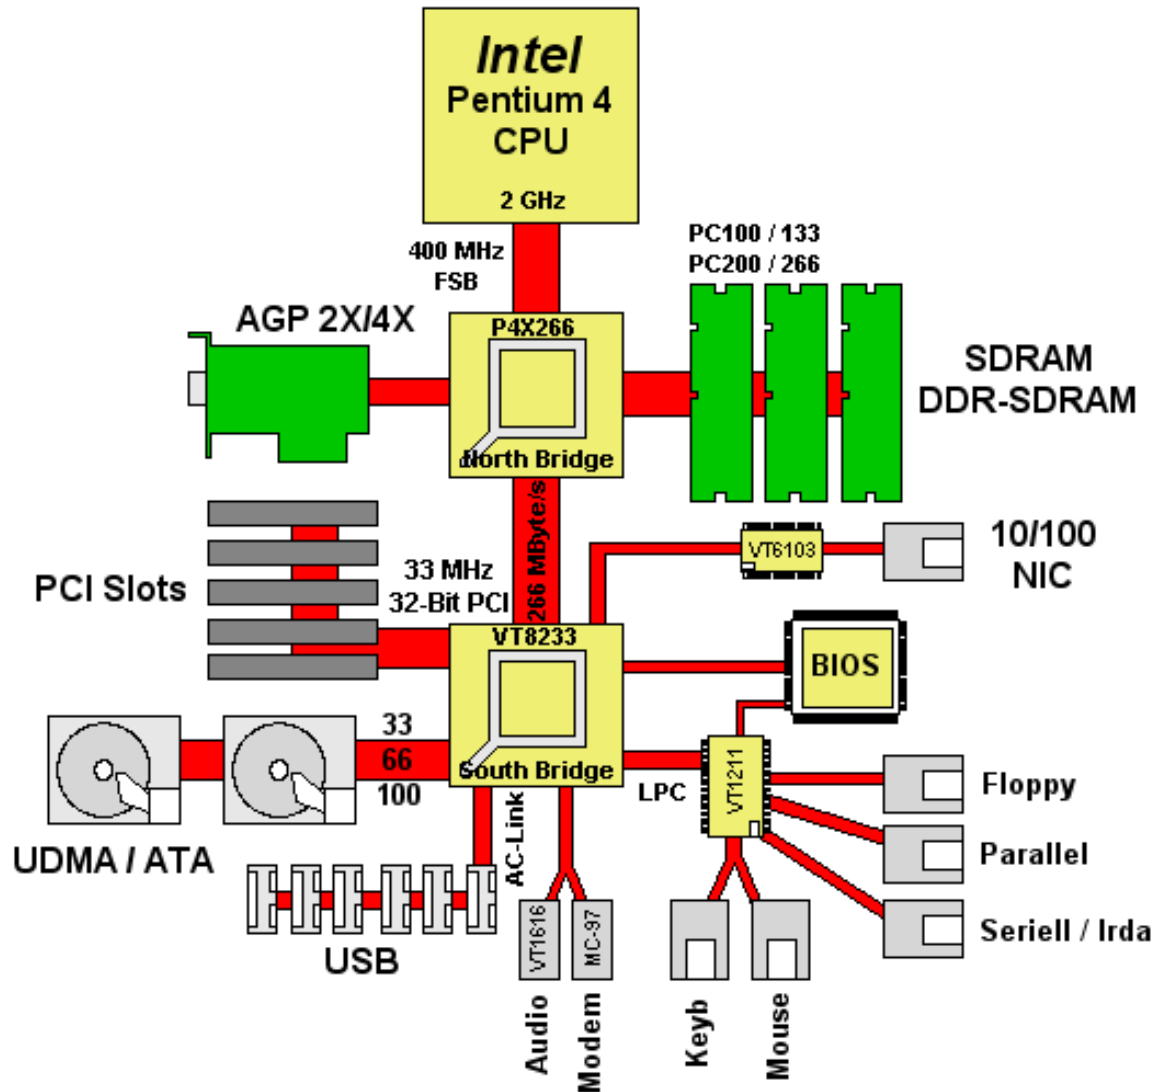 Intel
Pentium 4
CPU
2 GHz
400 MHz
FSB
PC100 / 133
PC200 / 266
AGP 2X/4X
P4X266
North Bridge
SDRAM
DDR-SDRAM
266 MByte/s
VT6103
10/100
NIC
PCI Slots
33 MHz
32-Bit PCI
VT8233
South Bridge
BIOS
33
66
100
UDMA / ATA
LPC
VT1211
Floppy
Parallel
Seriell / Irda
AC-Link
USB
VT1616
MC-97
Audio
Modem
Keyb
Mouse